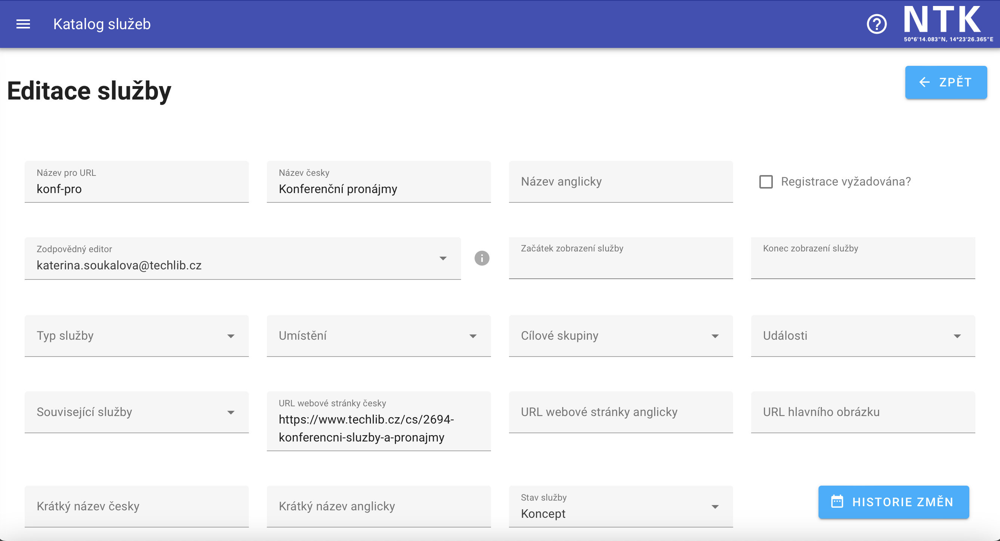 Katalog služeb
NTK
50°6'14.083"N, 14°23'26.365"E
Editace služby
ZPĚT
Název pro URL
konf-pro
Název česky
Konferenční pronájmy
Název anglicky
Registrace vyžadována?
Zodpovědný editor
katerina.soukalova@techlib.cz
Začátek zobrazení služby
Konec zobrazení služby
Typ služby
Umístění
Cílové skupiny
Události
Související služby
URL webové stránky česky
https://www.techlib.cz/cs/2694-
konferencni-sluzby-a-pronajmy
URL webové stránky anglicky
URL hlavního obrázku
Krátký název česky
Krátký název anglicky
Stav služby
Koncept
HISTORIE ZMĚN